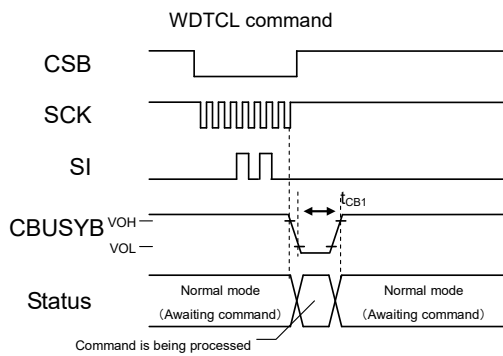 WDTCL command
CSB
SCK
SI
tCB1
CBUSYB
VOH
VOL
Status
Normal mode
(Awaiting command)
Normal mode
(Awaiting command)
Command is being processed